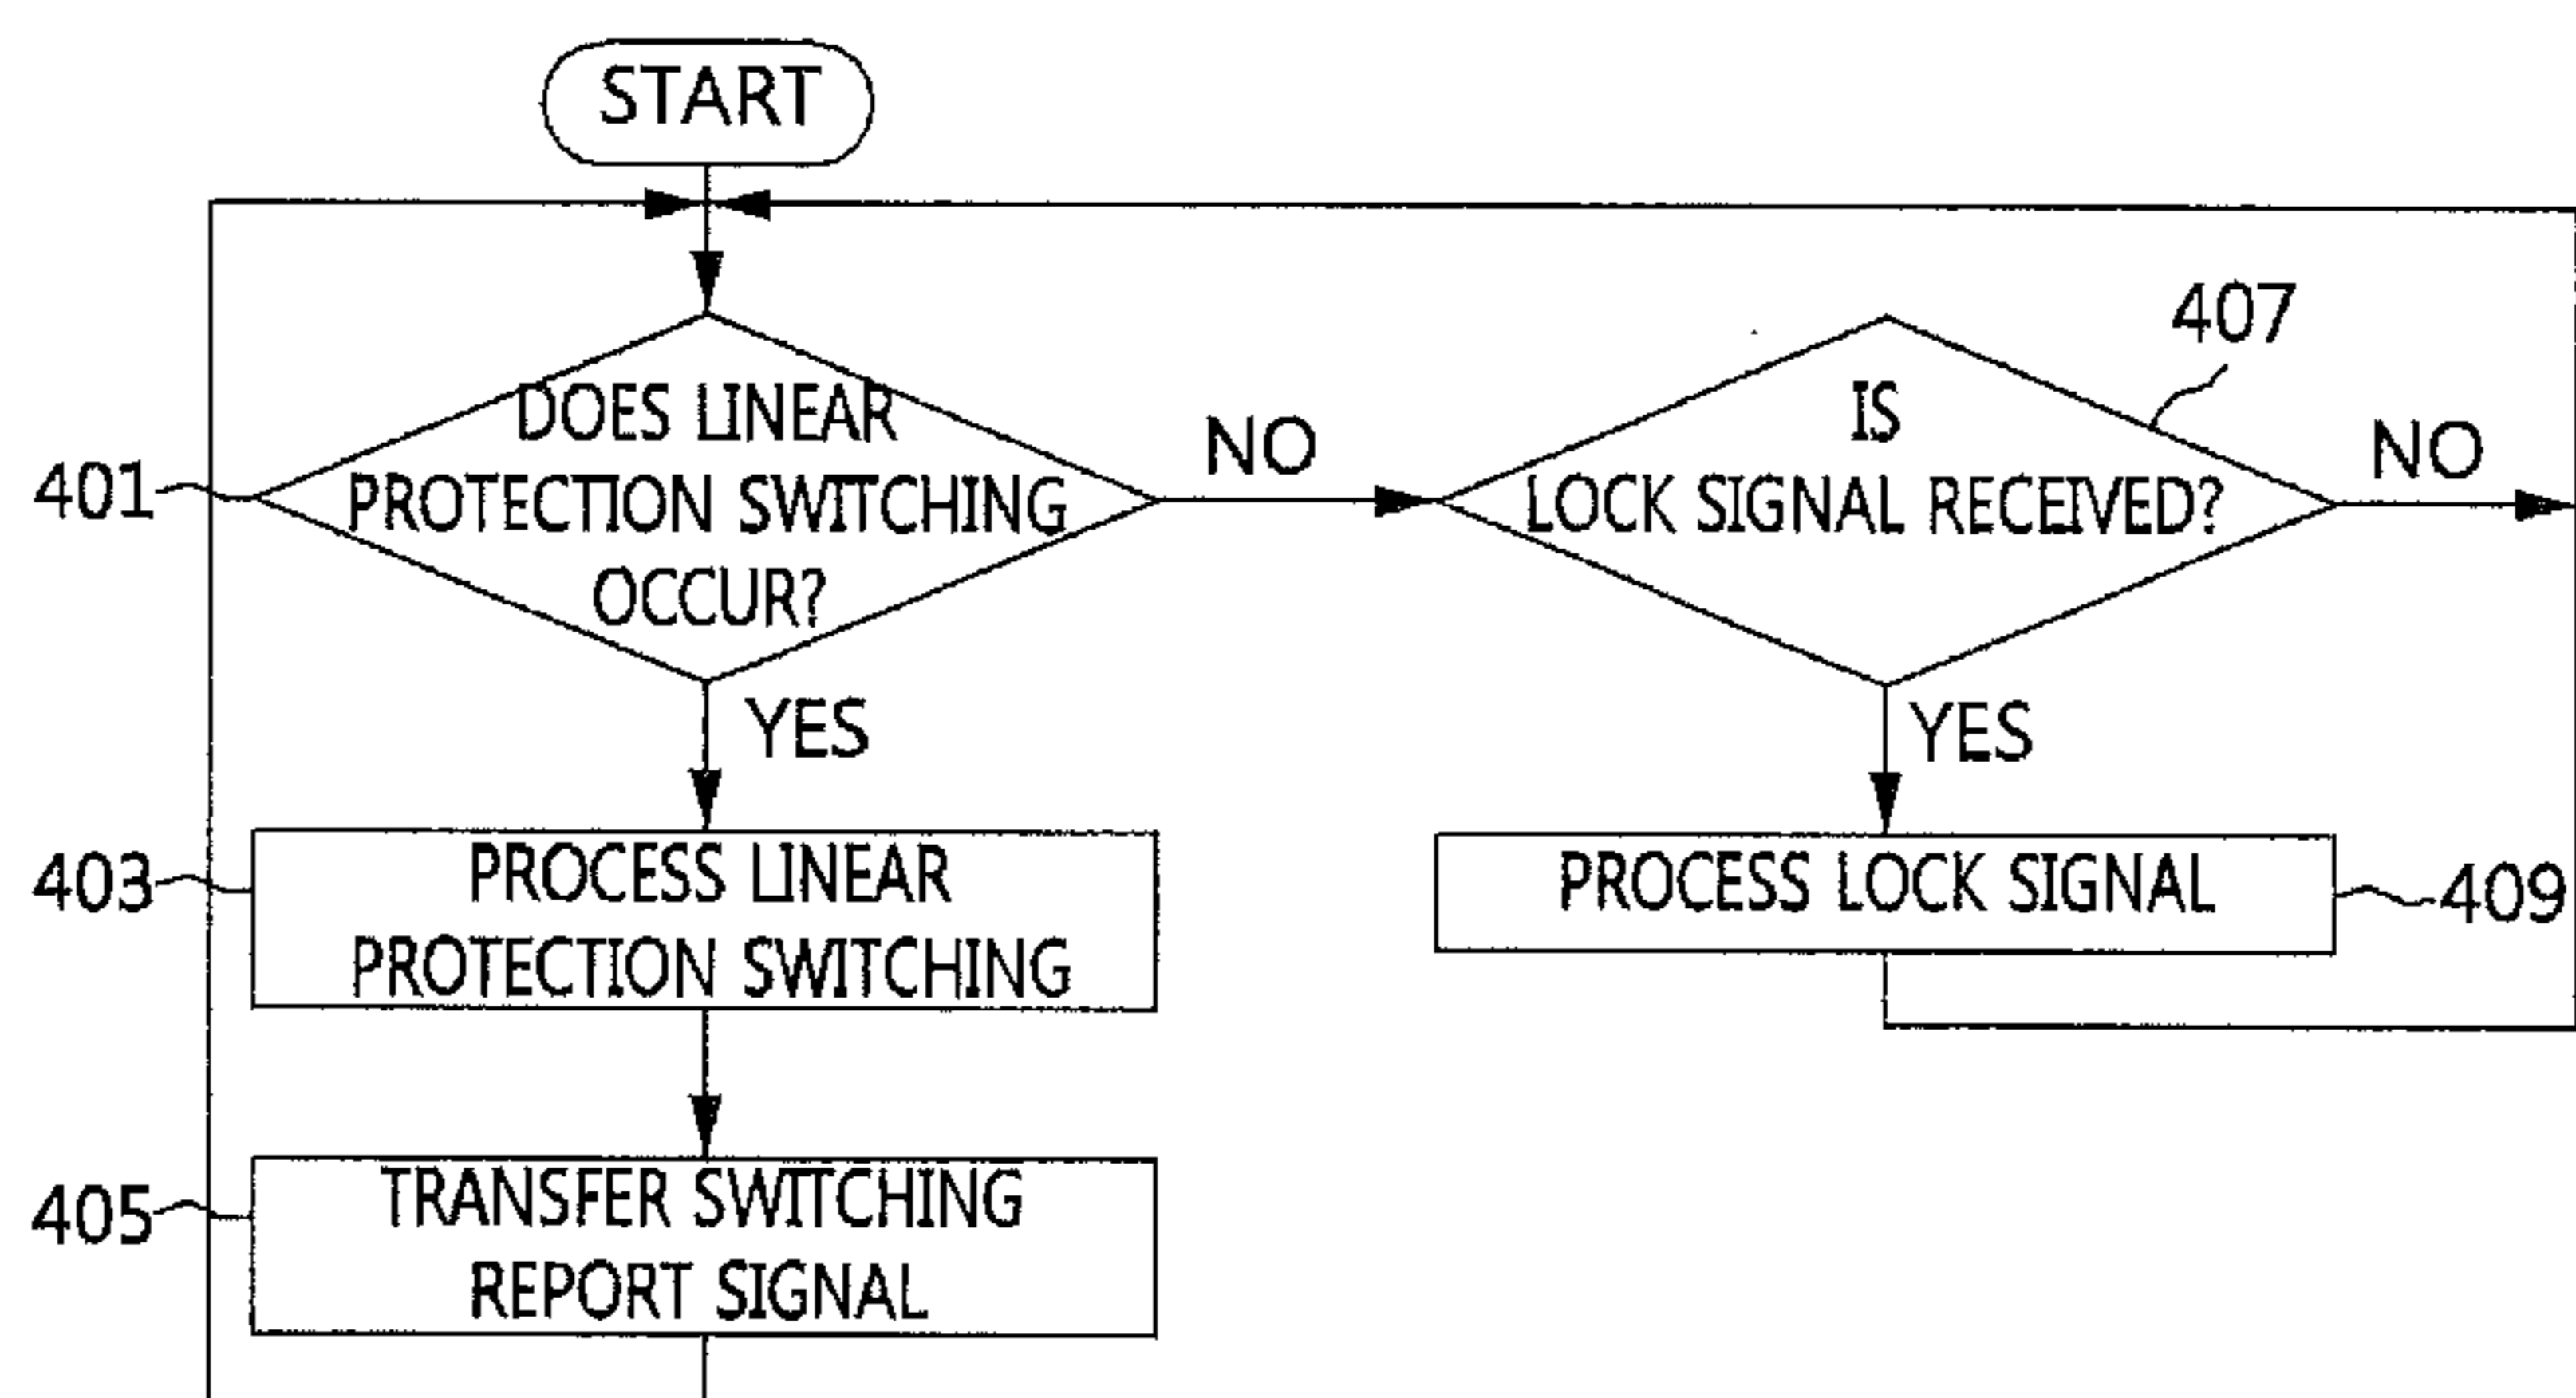 START
407
401
DOES LINEAR
PROTECTION SWITCHING
OCCUR?
NO
IS
LOCK SIGNAL RECEIVED?
NO
YES
YES
403
PROCESS LINEAR
PROTECTION SWITCHING
PROCESS LOCK SIGNAL
409
405
TRANSFER SWITCHING
REPORT SIGNAL